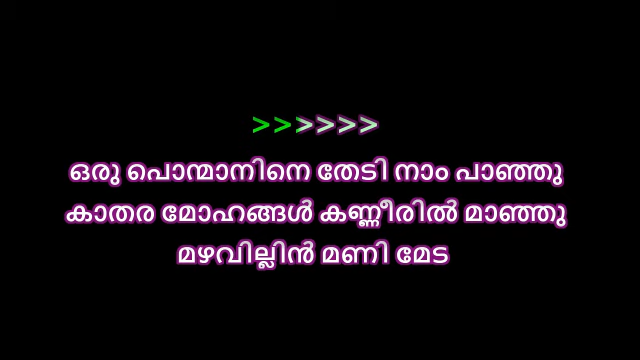 >>>>>>
ഒരു പൊന്മാനിനെ തേടി നാം പാഞ്ഞു
കാതര മോഹങ്ങൾ കണ്ണീരിൽ മാഞ്ഞു
മഴവില്ലിൻ മണി മേട